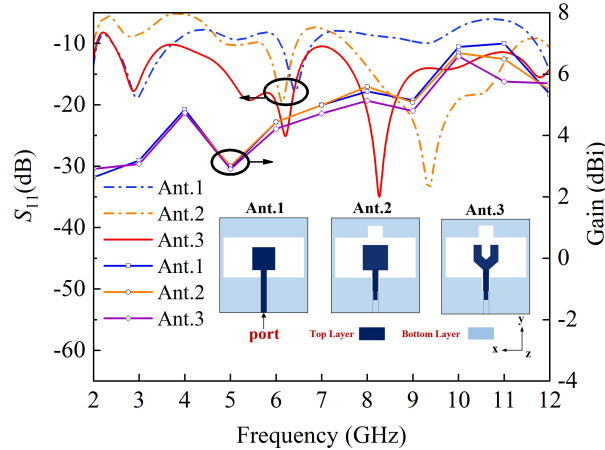 S11(dB)
-10
-20
-30
-40
-50
-60
8
6
4
2
0
-2
-4
Gain (dBi)
Ant.1
Ant.2
Ant.3
Ant.1
Ant.2
Ant.3
Ant.1 Ant.2 Ant.3
port
Top Layer Bottom Layer
y
x z
2 3 4 5 6 7 8 9 10 11 12
Frequency (GHz)